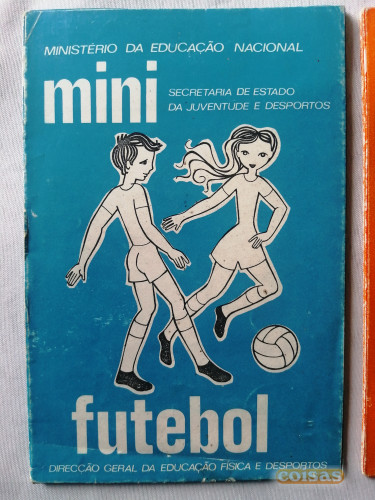 MINISTÉRIO DA EDUCAÇÃO NACIONAL
mini
SECRETARIA DE ESTADO
DA JUVENTUDE E DESPORTOS
futebol
DIRECÇÃO GERAL DA EDUCAÇÃO FÍSICA E DESPORTOS
coisas